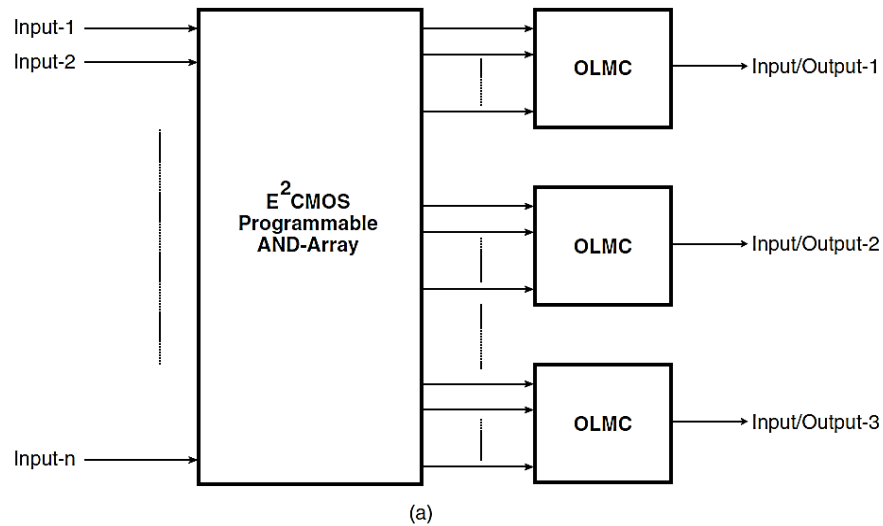 Input-1
Input-2
Input-n
E²CMOS
Programmable
AND-Array
OLMC
Input/Output-1
OLMC
Input/Output-2
OLMC
Input/Output-3
(a)